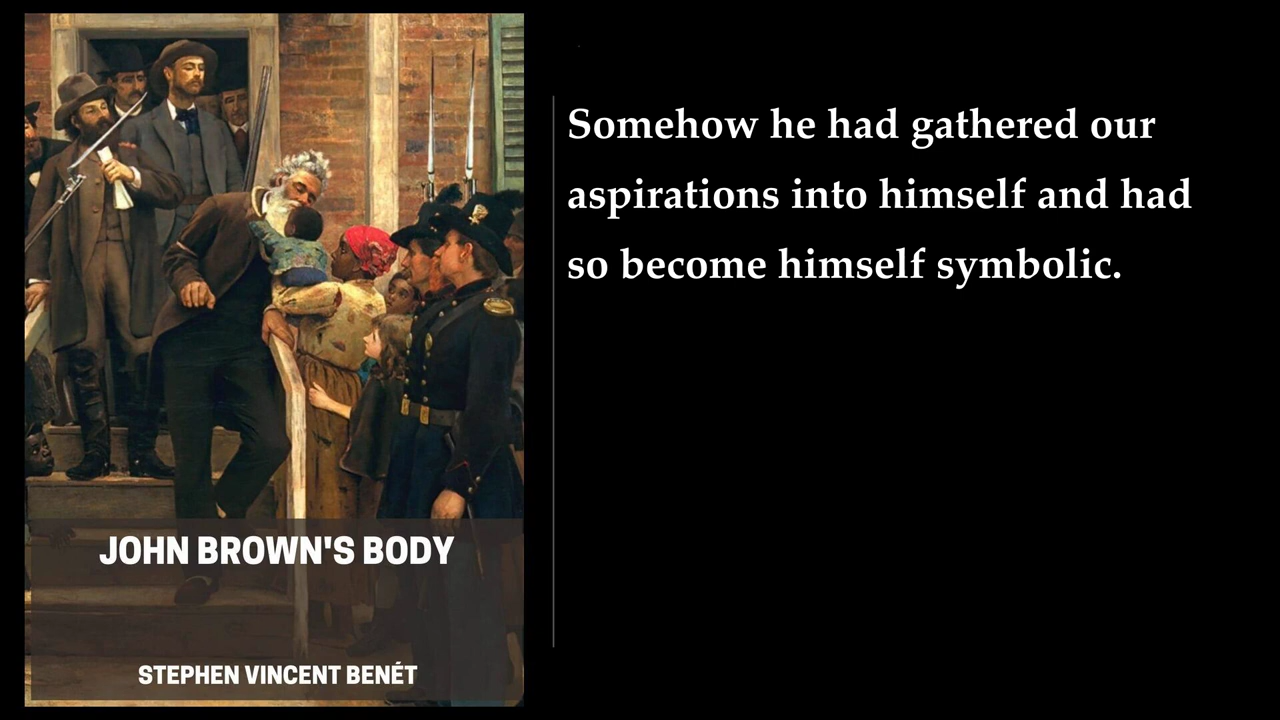 JOHN BROWN'S BODY
STEPHEN VINCENT BENÉT
Somehow he had gathered our
aspirations into himself and had
so become himself symbolic.